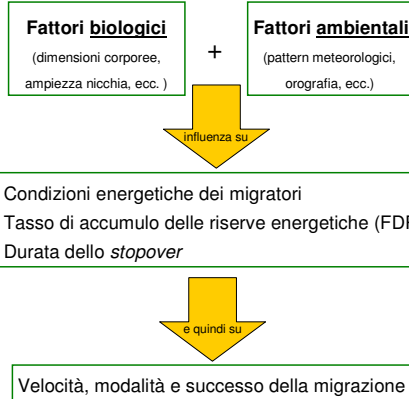 Fattori biologici
(dimensioni corporee,
ampiezza nicchia, ecc. )
+
Fattori ambientali
(pattern meteorologici,
orografia, ecc.)
influenza su
Condizioni energetiche dei migratori
Tasso di accumulo delle riserve energetiche (FDR
Durata dello stopover
e quindi su
Velocità, modalità e successo della migrazione